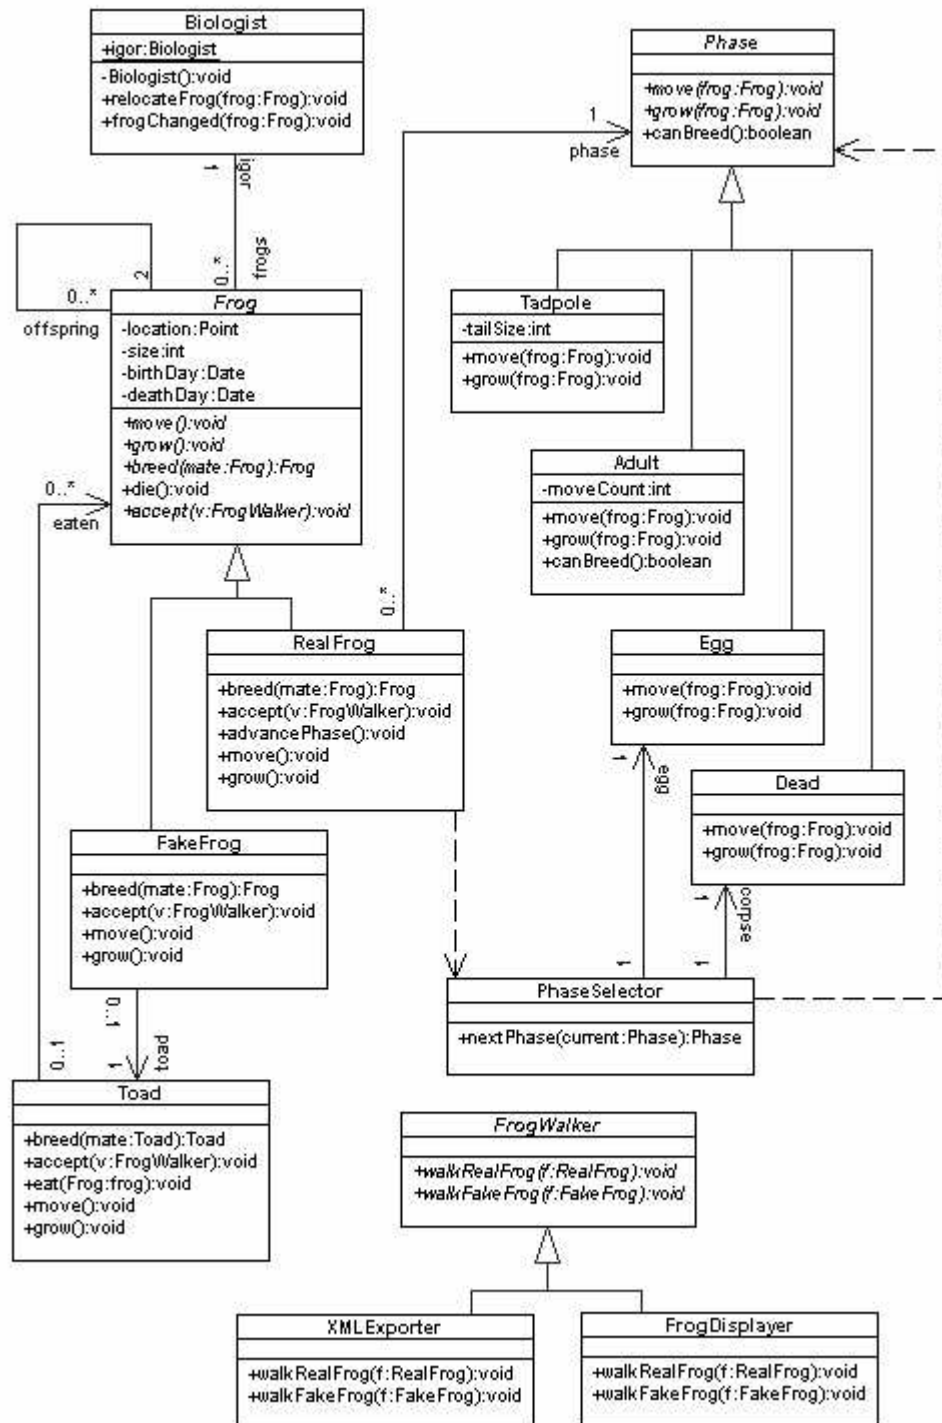 Biologist
+igor:Biologist
-Biologist():void
+relocateFrog(frog:Frog):void
+frogChanged(frog:Frog):void
1
igor
0..*
frogs
2
0..*
offspring
Frog
-location:Point
-size:int
-birthDay:Date
-deathDay:Date
+move():void
+grow():void
+breed(mate:Frog):Frog
+die():void
+accept(v:FrogWalker):void
0..*
eaten
Phase
+move(frog:Frog):void
+grow(frog:Frog):void
+canBreed():boolean
1
phase
0..*
Tadpole
-tailSize:int
+move(frog:Frog):void
+grow(frog:Frog):void
Adult
-moveCount:int
+move(frog:Frog):void
+grow(frog:Frog):void
+canBreed():boolean
RealFrog
+breed(mate:Frog):Frog
+accept(v:FrogWalker):void
+advancePhase():void
+move():void
+grow():void
Egg
+move(frog:Frog):void
+grow(frog:Frog):void
1
egg
1
Dead
+move(frog:Frog):void
+grow(frog:Frog):void
1
corpse
1
FakeFrog
+breed(mate:Frog):Frog
+accept(v:FrogWalker):void
+move():void
+grow():void
0..1
1
toad
0..1
PhaseSelector
+nextPhase(current:Phase):Phase
Toad
+breed(mate:Toad):Toad
+accept(v:FrogWalker):void
+eat(Frog:frog):void
+move():void
+grow():void
FrogWalker
+walkRealFrog(f:RealFrog):void
+walkFakeFrog(f:FakeFrog):void
XMLExporter
+walkRealFrog(f:RealFrog):void
+walkFakeFrog(f:FakeFrog):void
FrogDisplayer
+walkRealFrog(f:RealFrog):void
+walkFakeFrog(f:FakeFrog):void